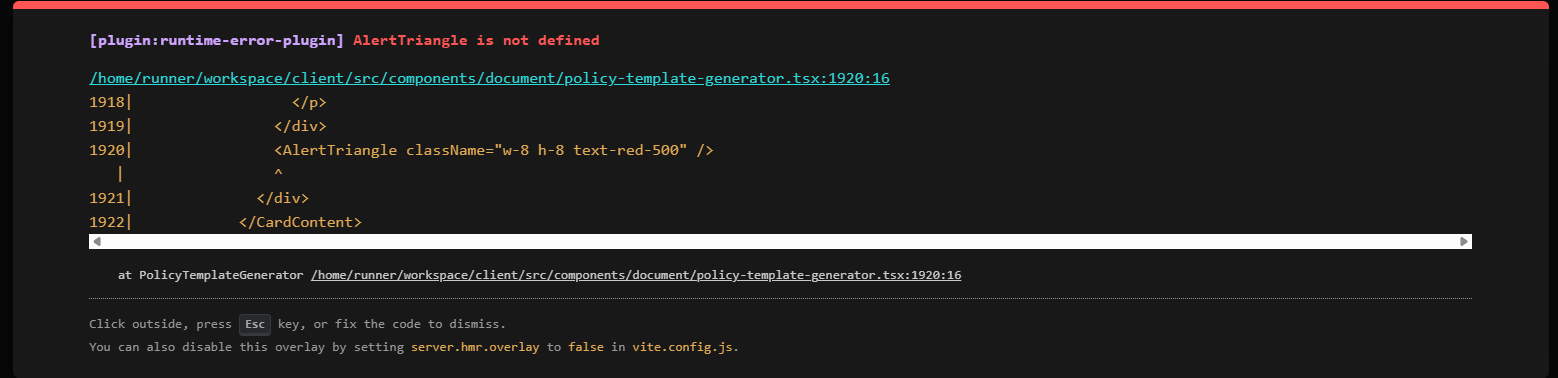 [plugin:runtime-error-plugin] AlertTriangle is not defined
/home/runner/workspace/client/src/components/document/policy-template-generator.tsx:1920:16
1918|                  </p>
1919|                </div>
1920|                <AlertTriangle className="w-8 h-8 text-red-500" />
   |                ^
1921|              </div>
1922|            </CardContent>
at PolicyTemplateGenerator /home/runner/workspace/client/src/components/document/policy-template-generator.tsx:1920:16
Click outside, press Esc key, or fix the code to dismiss.
You can also disable this overlay by setting server.hmr.overlay to false in vite.config.js.